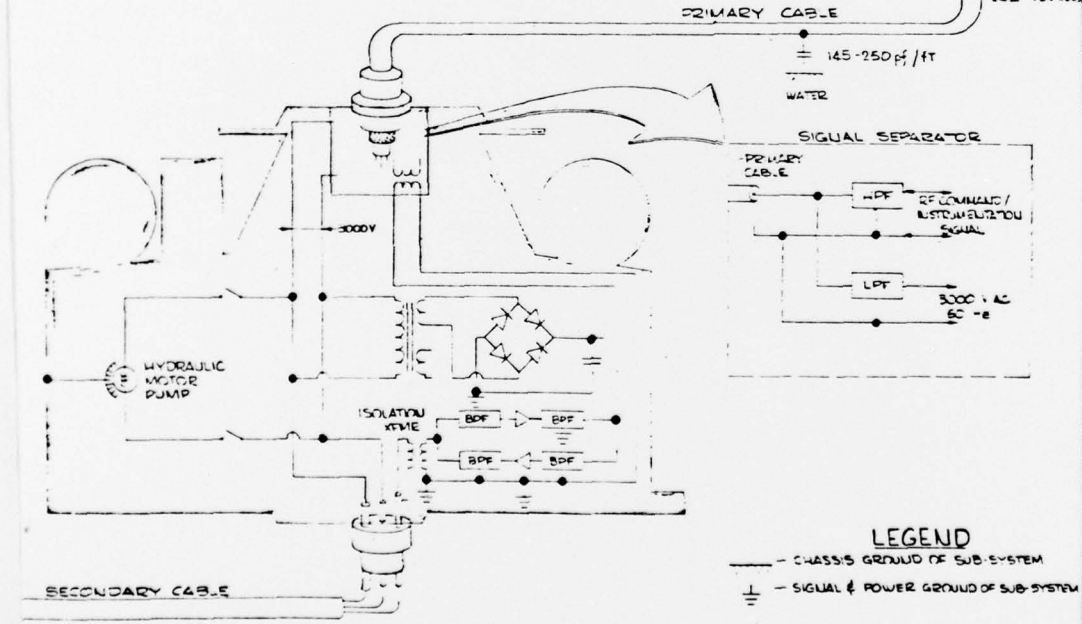 PRIMARY CABLE
145-250 pf/FT
WATER
SIGNAL SEPARATOR
PRIMARY
CABLE
HPF
RF COMMAND/
INSTRUMENTATION
SIGNAL
LPF
3000 VAC
60
3000V
HYDRAULIC
MOTOR
PUMP
ISOLATION
BPF
BPF
BPF
BPF
SECONDARY CABLE
LEGEND
- CHASSIS GROUND OF SUB-SYSTEM
- SIGNAL & POWER GROUND OF SUB-SYSTEM